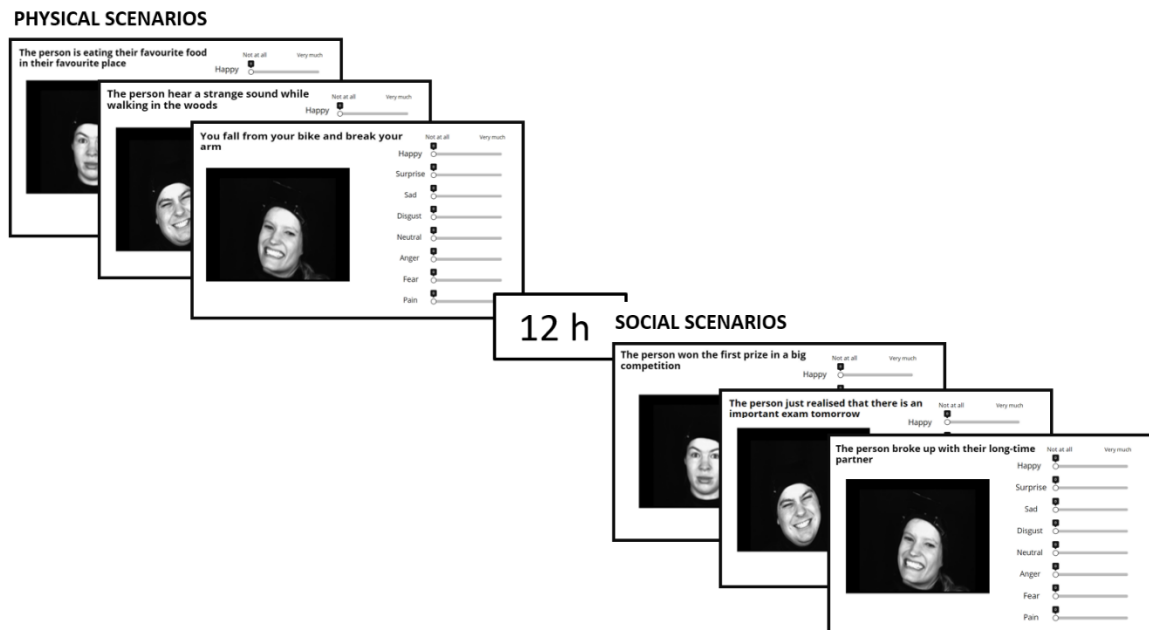 PHYSICAL SCENARIOS
The person is eating their favourite food
in their favourite place
Not at all Very much
Happy
The person hear a strange sound while
walking in the woods
Not at all Very much
Happy
You fall from your bike and break your
arm
Not at all Very much
Happy
Surprise
Sad
Disgust
Neutral
Anger
Fear
Pain
12 h
SOCIAL SCENARIOS
The person won the first prize in a big
competition
Not at all Very much
Happy
The person just realised that there is an
important exam tomorrow
Not at all Very much
Happy
The person broke up with their long-time
partner
Not at all Very much
Happy
Surprise
Sad
Disgust
Neutral
Anger
Fear
Pain